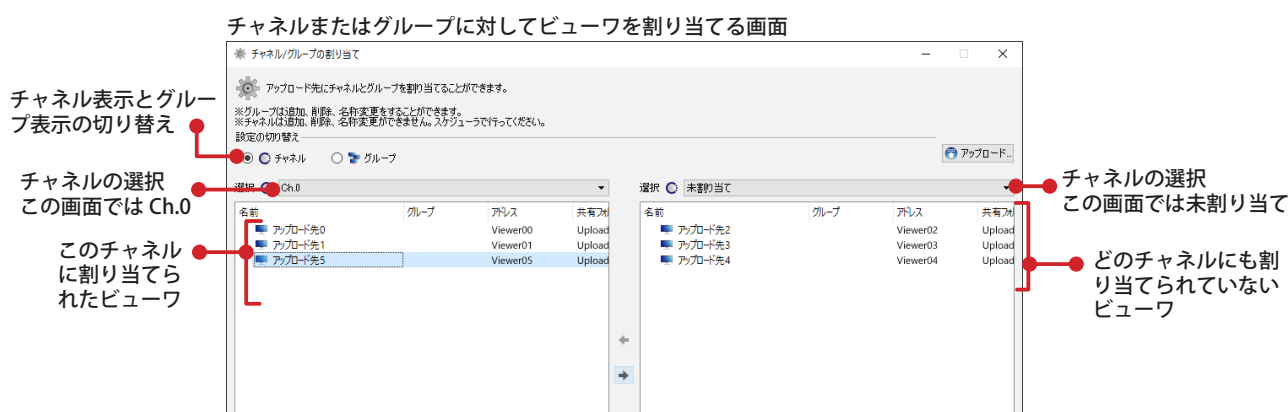 チャネルまたはグループに対してビューワを割り当てる画面
チャネル/グループの割り当て
アップロード先にチャネルとグループを割り当てることができます。
※グループは追加、削除、名称変更をすることができます。
※チャネルは追加、削除、名称変更ができません。スケジューラで行ってください。
設定の切り替え
チャネル
グループ
アップロード...
チャネル表示とグルー
プ表示の切り替え
選択
Ch.0
選択
未割り当て
チャネルの選択
この画面では Ch.0
チャネルの選択
この画面では未割り当て
名前
グループ
アドレス
共有フォ
アップロード先0
Viewer00
Upload
アップロード先1
Viewer01
Upload
アップロード先5
Viewer05
Upload
名前
グループ
アドレス
共有フォ
アップロード先2
Viewer02
Upload
アップロード先3
Viewer03
Upload
アップロード先4
Viewer04
Upload
このチャネル
に割り当てら
れたビューワ
どのチャネルにも割
り当てられていない
ビューワ